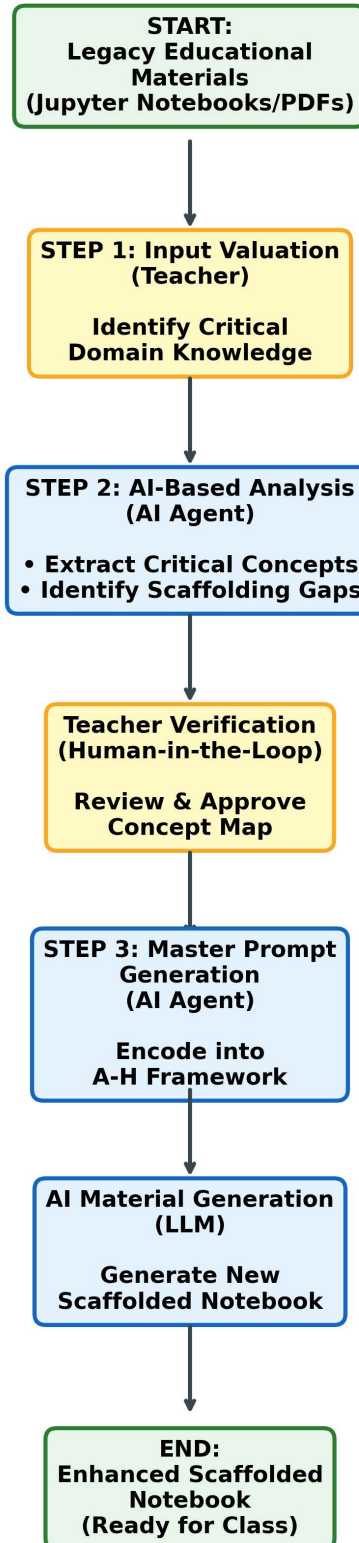 START:
Legacy Educational
Materials
(Jupyter Notebooks/PDFs)
STEP 1: Input Valuation
(Teacher)
Identify Critical
Domain Knowledge
STEP 2: AI-Based Analysis
(AI Agent)
• Extract Critical Concepts
• Identify Scaffolding Gaps
Teacher Verification
(Human-in-the-Loop)
Review & Approve
Concept Map
STEP 3: Master Prompt
Generation
(AI Agent)
Encode into
A-H Framework
AI Material Generation
(LLM)
Generate New
Scaffolded Notebook
END:
Enhanced Scaffolded
Notebook
(Ready for Class)